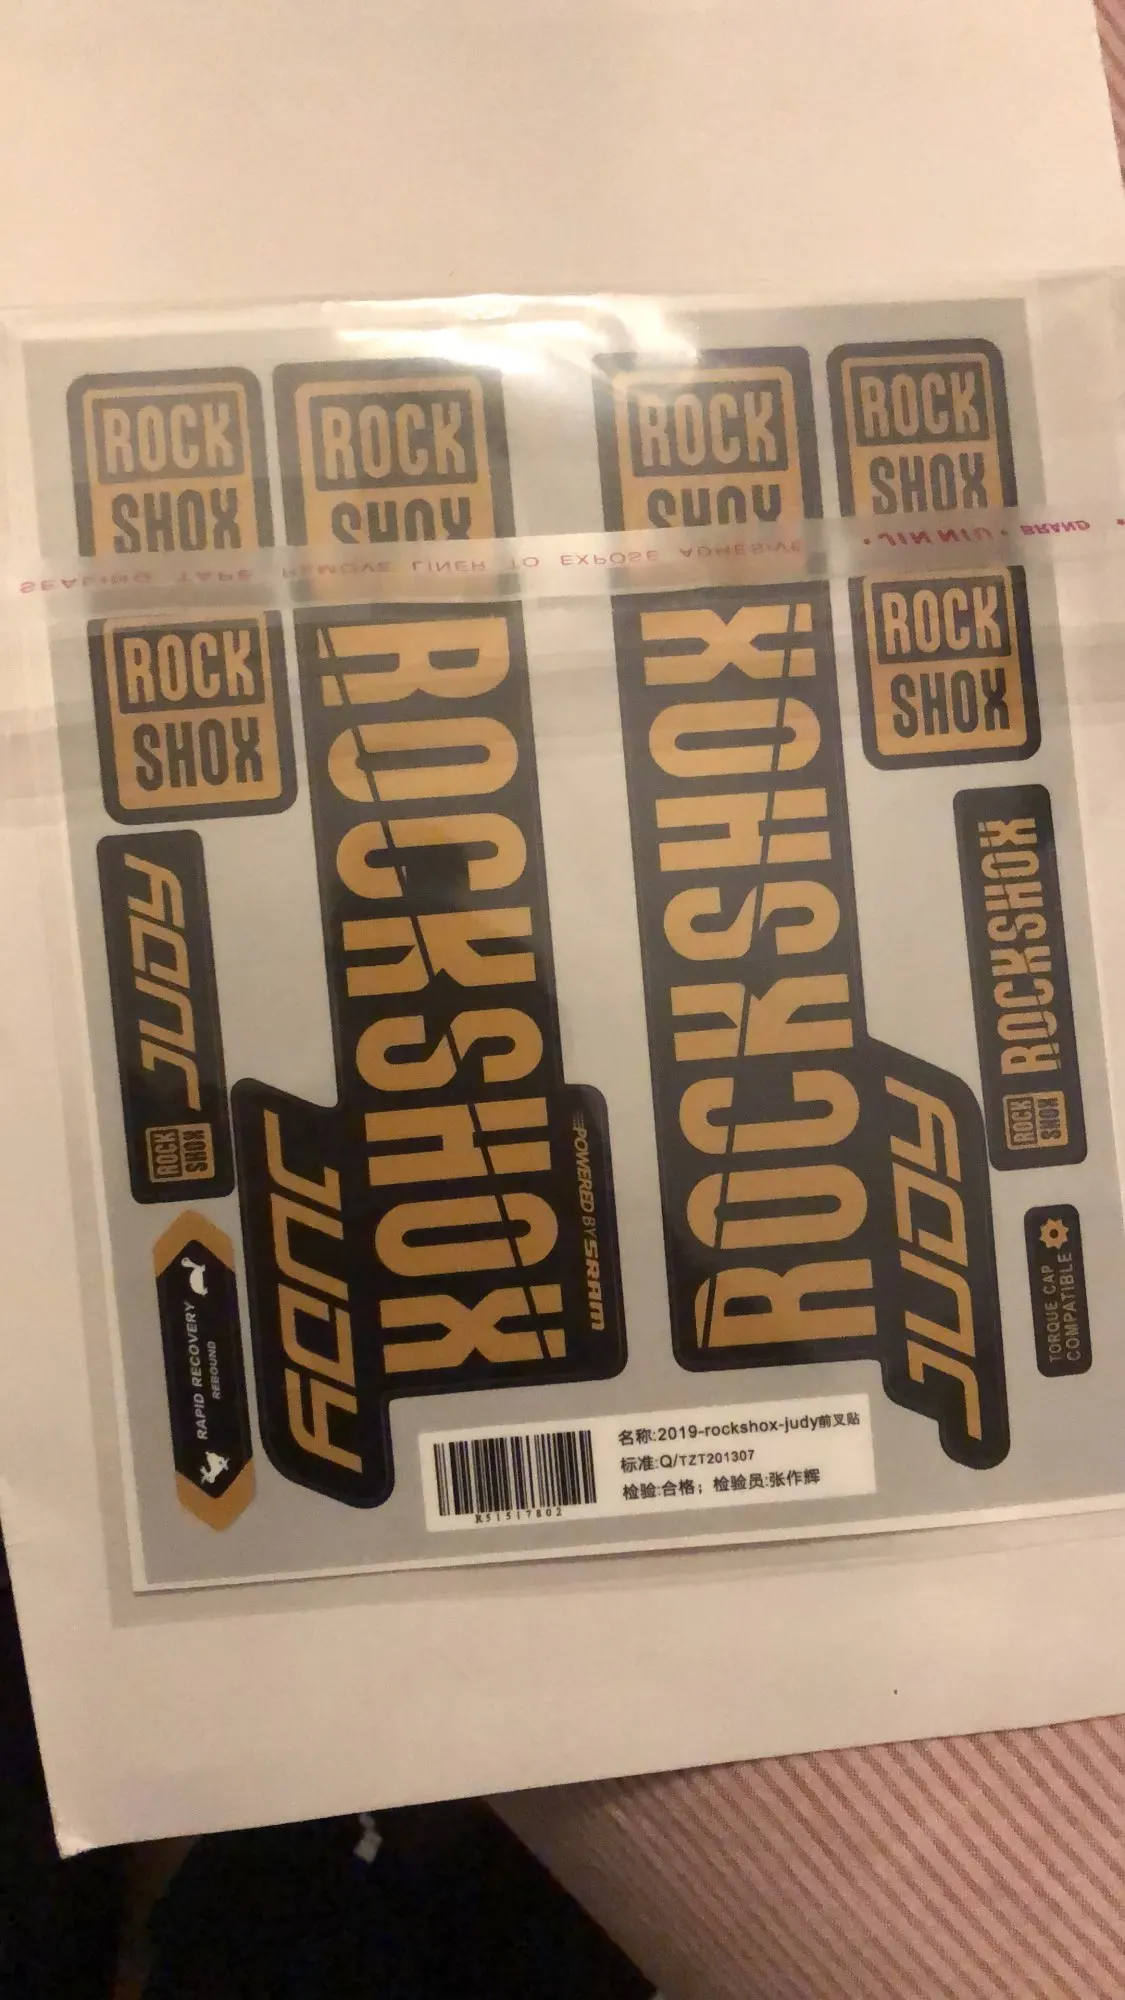 ROCK
SHOX
ROCK
SHOX
ROCK
SHOX
ROCK
SHOX
SEALING TAPE REMOVE LINER TO EXPOSE ADHESIVE
• JIN NIU • BRAND
ROCK
SHOX
ROCKSHOX
ROCKSHOX
ROCK
SHOX
JUDY
ROCK
SHOX
ROCKSHOX
ROCK
SHOX
JUDY
POWERED BY SRAM
JUDY
RAPID RECOVERY
REBOUND
TORQUE CAP
COMPATIBLE
R51517802
名称:2019-rockshox-judy前叉贴
标准:Q/TZT201307
检验:合格；检验员:张作辉